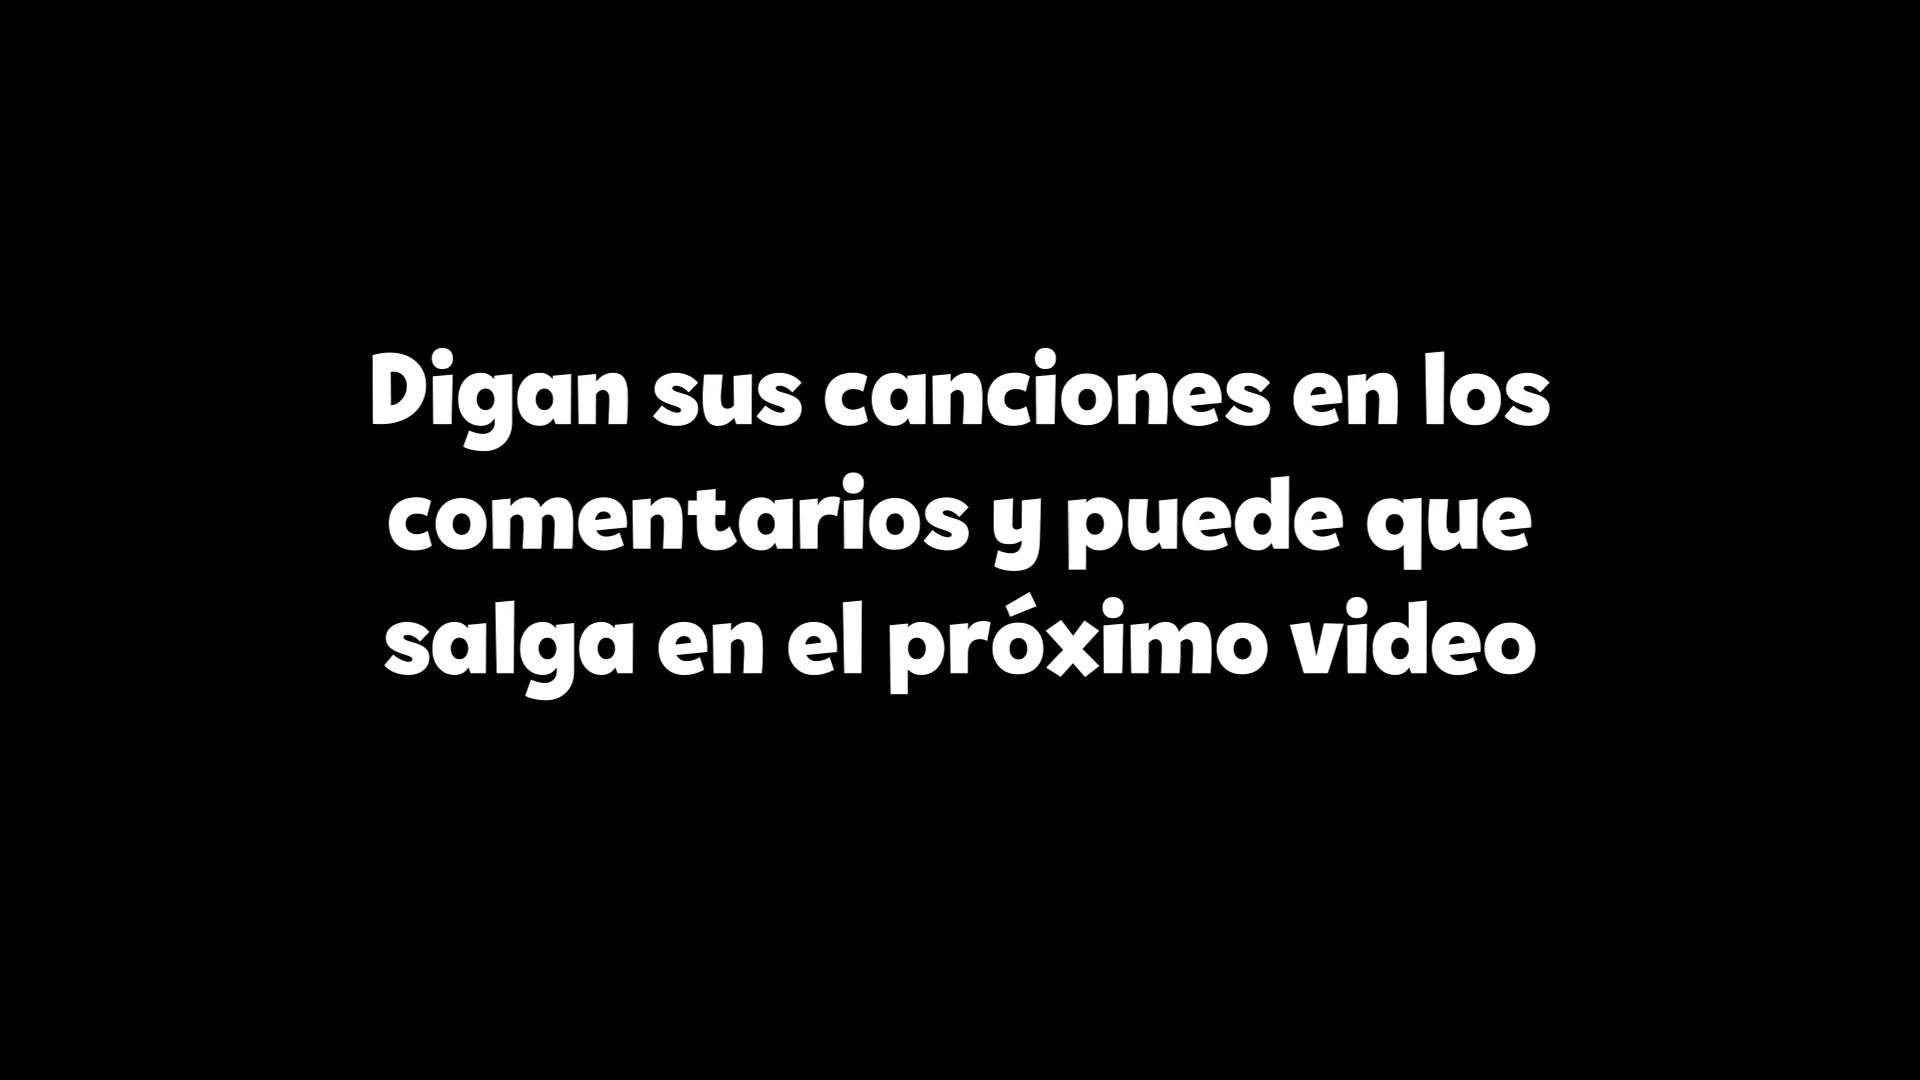 Digan sus canciones en los
comentarios y puede que
salga en el próximo video